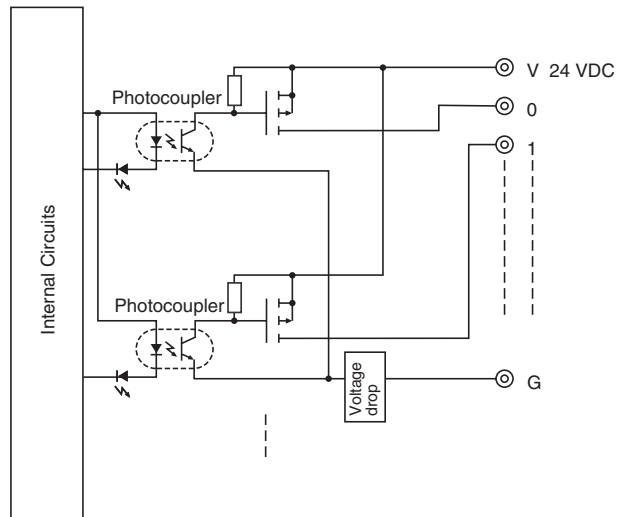 V 24 VDC
Photocoupler
0
1
Internal Circuits
Photocoupler
Voltage
drop
G